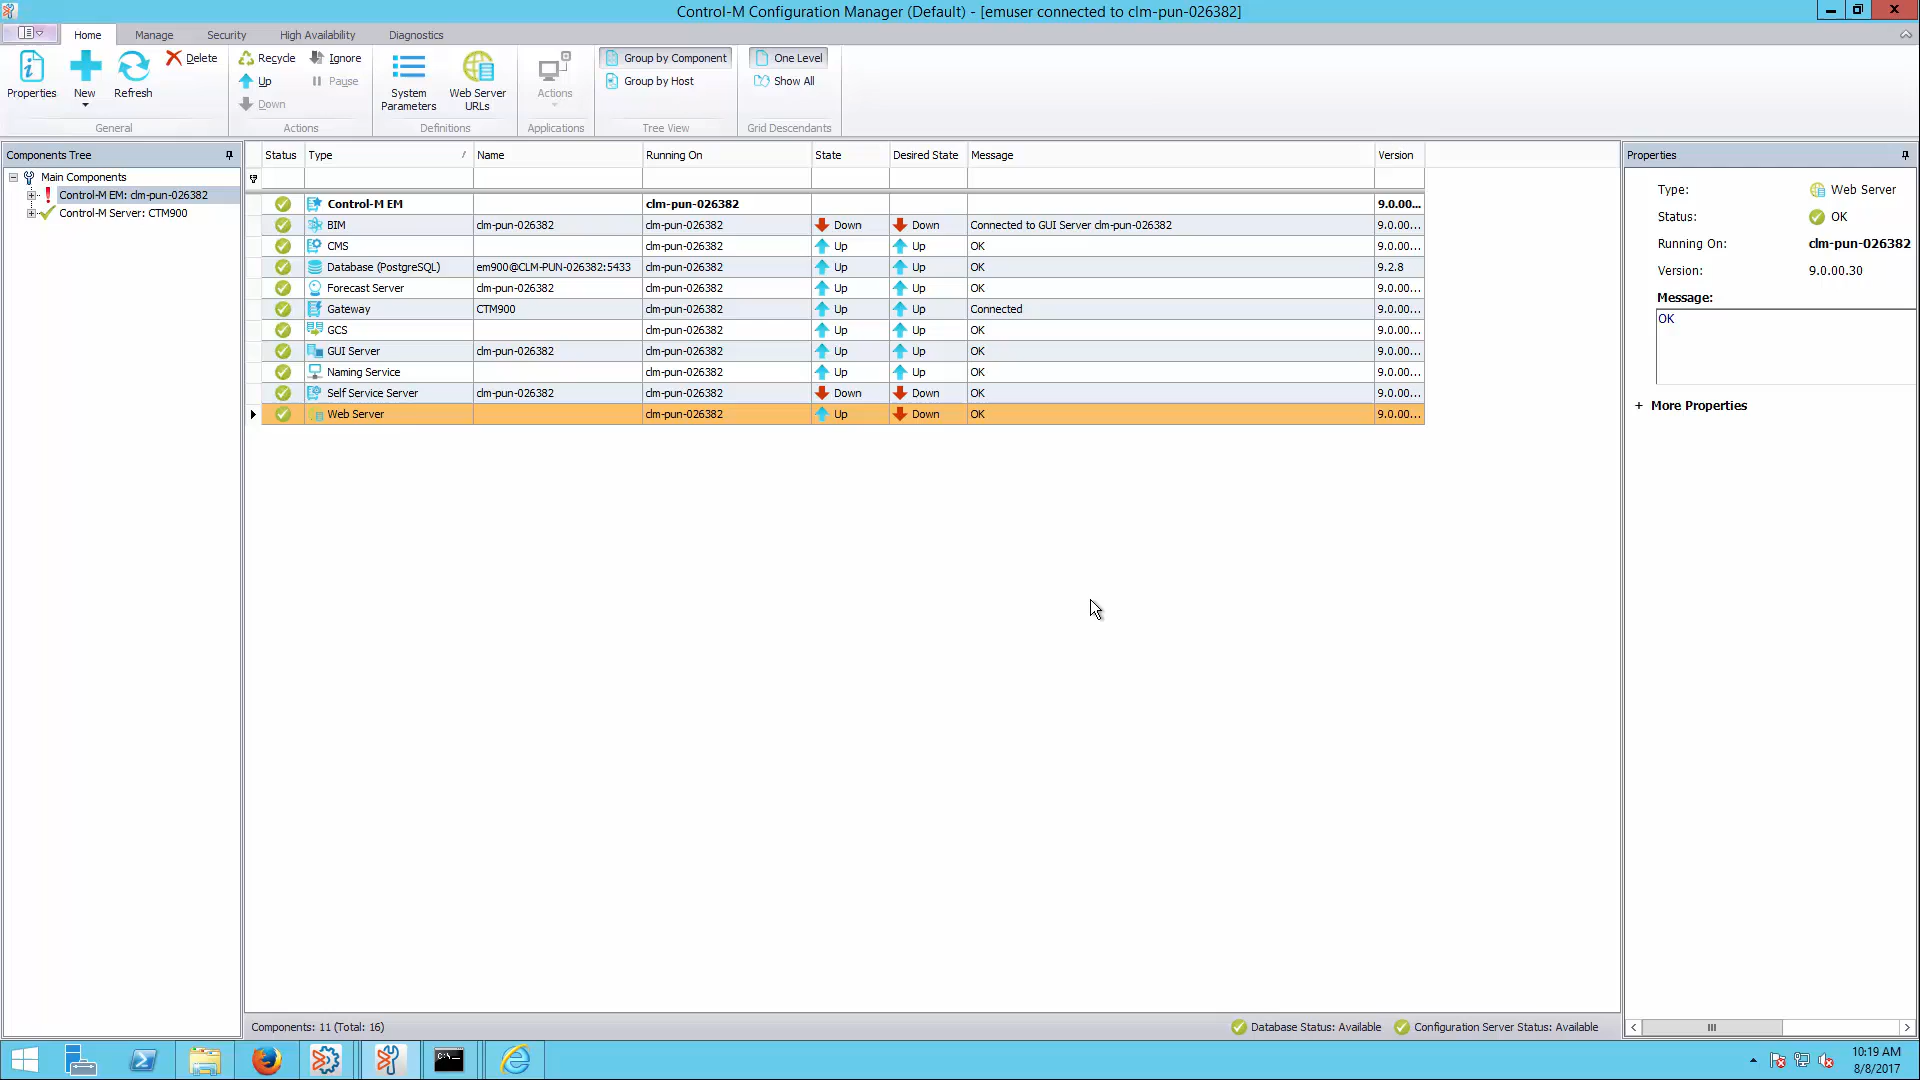 Control-M Configuration Manager (Default) - [emuser connected to clm-pun-026382]
Home Manage Security High Availability Diagnostics
Properties New Refresh Delete
General
Recycle Ignore
Up Pause
Down
Actions
System Parameters Web Server URLs
Definitions
Actions
Applications
Group by Component
Group by Host
Tree View
One Level
Show All
Grid Descendants
Components Tree
Main Components
Control-M EM: clm-pun-026382
Control-M Server: CTM900
Status Type / Name Running On State Desired State Message Version
Control-M EM clm-pun-026382 9.0.00...
BIM clm-pun-026382 clm-pun-026382 Down Down Connected to GUI Server clm-pun-026382 9.0.00...
CMS clm-pun-026382 Up Up OK 9.0.00...
Database (PostgreSQL) em900@CLM-PUN-026382:5433 clm-pun-026382 Up Up OK 9.2.8
Forecast Server clm-pun-026382 clm-pun-026382 Up Up OK 9.0.00...
Gateway CTM900 clm-pun-026382 Up Up Connected 9.0.00...
GCS clm-pun-026382 Up Up OK 9.0.00...
GUI Server clm-pun-026382 clm-pun-026382 Up Up OK 9.0.00...
Naming Service clm-pun-026382 Up Up OK 9.0.00...
Self Service Server clm-pun-026382 clm-pun-026382 Down Down OK 9.0.00...
Web Server clm-pun-026382 Up Down OK 9.0.00...
Properties
Type: Web Server
Status: OK
Running On: clm-pun-026382
Version: 9.0.00.30
Message:
OK
+ More Properties
Components: 11 (Total: 16) Database Status: Available Configuration Server Status: Available
C:\_
10:19 AM
8/8/2017